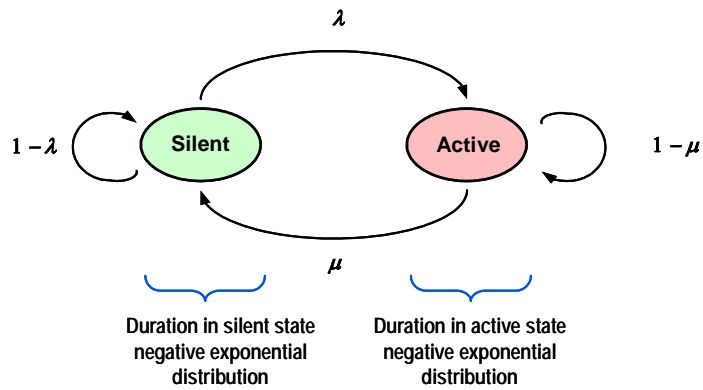 λ
1 − λ
Silent
Active
1 − μ
μ
Duration in silent state
negative exponential
distribution
Duration in active state
negative exponential
distribution